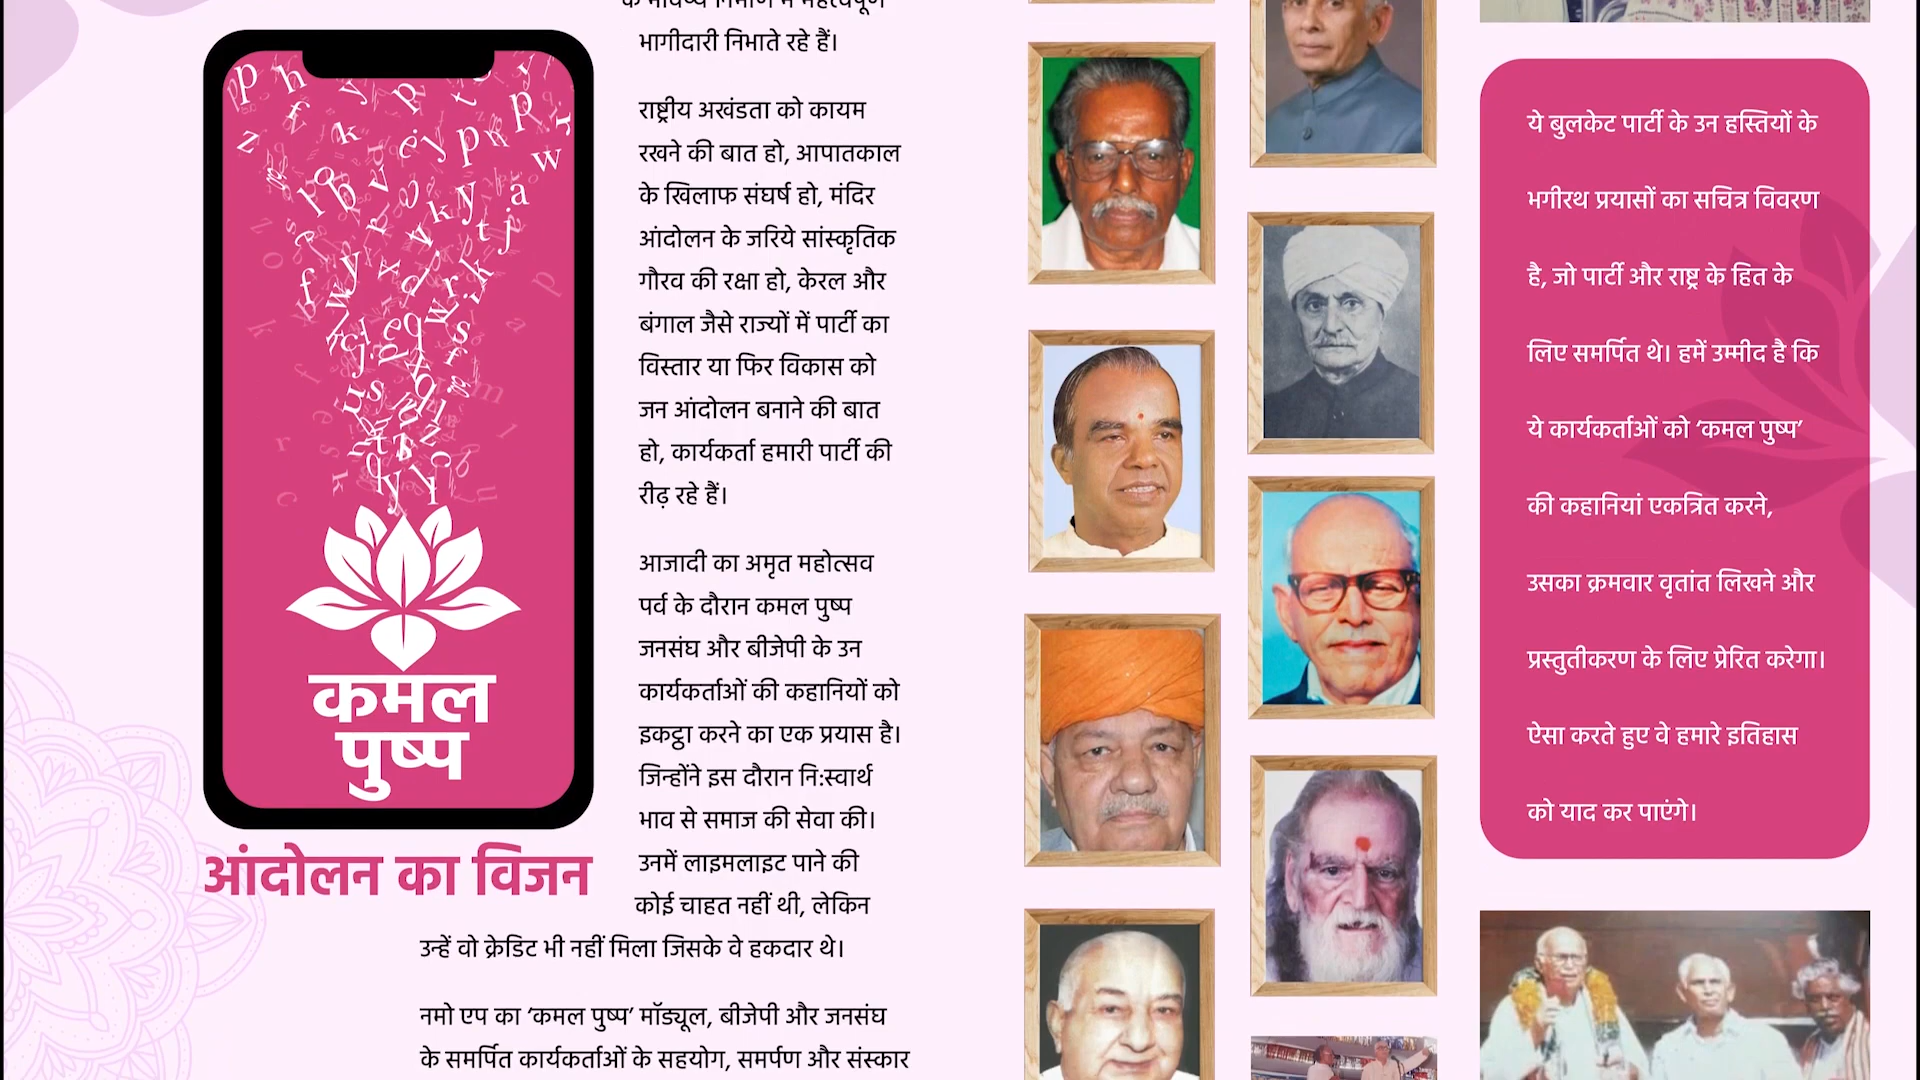 भागीदारी निभाते रहे हैं।
राष्ट्रीय अखंडता को कायम
रखने की बात हो, आपातकाल
के खिलाफ संघर्ष हो, मंदिर
आंदोलन के जरिये सांस्कृतिक
गौरव की रक्षा हो, केरल और
बंगाल जैसे राज्यों में पार्टी का
विस्तार या फिर विकास को
जन आंदोलन बनाने की बात
हो, कार्यकर्ता हमारी पार्टी की
रीढ़ रहे हैं।
आजादी का अमृत महोत्सव
पर्व के दौरान कमल पुष्प
जनसंघ और बीजेपी के उन
कार्यकर्ताओं की कहानियों को
इकट्ठा करने का एक प्रयास है।
जिन्होंने इस दौरान नि:स्वार्थ
भाव से समाज की सेवा की।
उनमें लाइमलाइट पाने की
कोई चाहत नहीं थी, लेकिन
उन्हें वो क्रेडिट भी नहीं मिला जिसके वे हकदार थे।
नमो एप का ‘कमल पुष्प’ मॉड्यूल, बीजेपी और जनसंघ
के समर्पित कार्यकर्ताओं के सहयोग, समर्पण और संस्कार
कमल
पुष्प
आंदोलन का विजन
ये बुलकेट पार्टी के उन हस्तियों के
भगीरथ प्रयासों का सचित्र विवरण
है, जो पार्टी और राष्ट्र के हित के
लिए समर्पित थे। हमें उम्मीद है कि
ये कार्यकर्ताओं को ‘कमल पुष्प’
की कहानियां एकत्रित करने,
उसका क्रमवार वृतांत लिखने और
प्रस्तुतीकरण के लिए प्रेरित करेगा।
ऐसा करते हुए वे हमारे इतिहास
को याद कर पाएंगे।